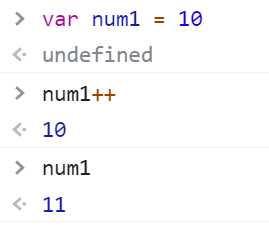 > var num1 = 10
<· undefined
> num1++
<· 10
> num1
<· 11